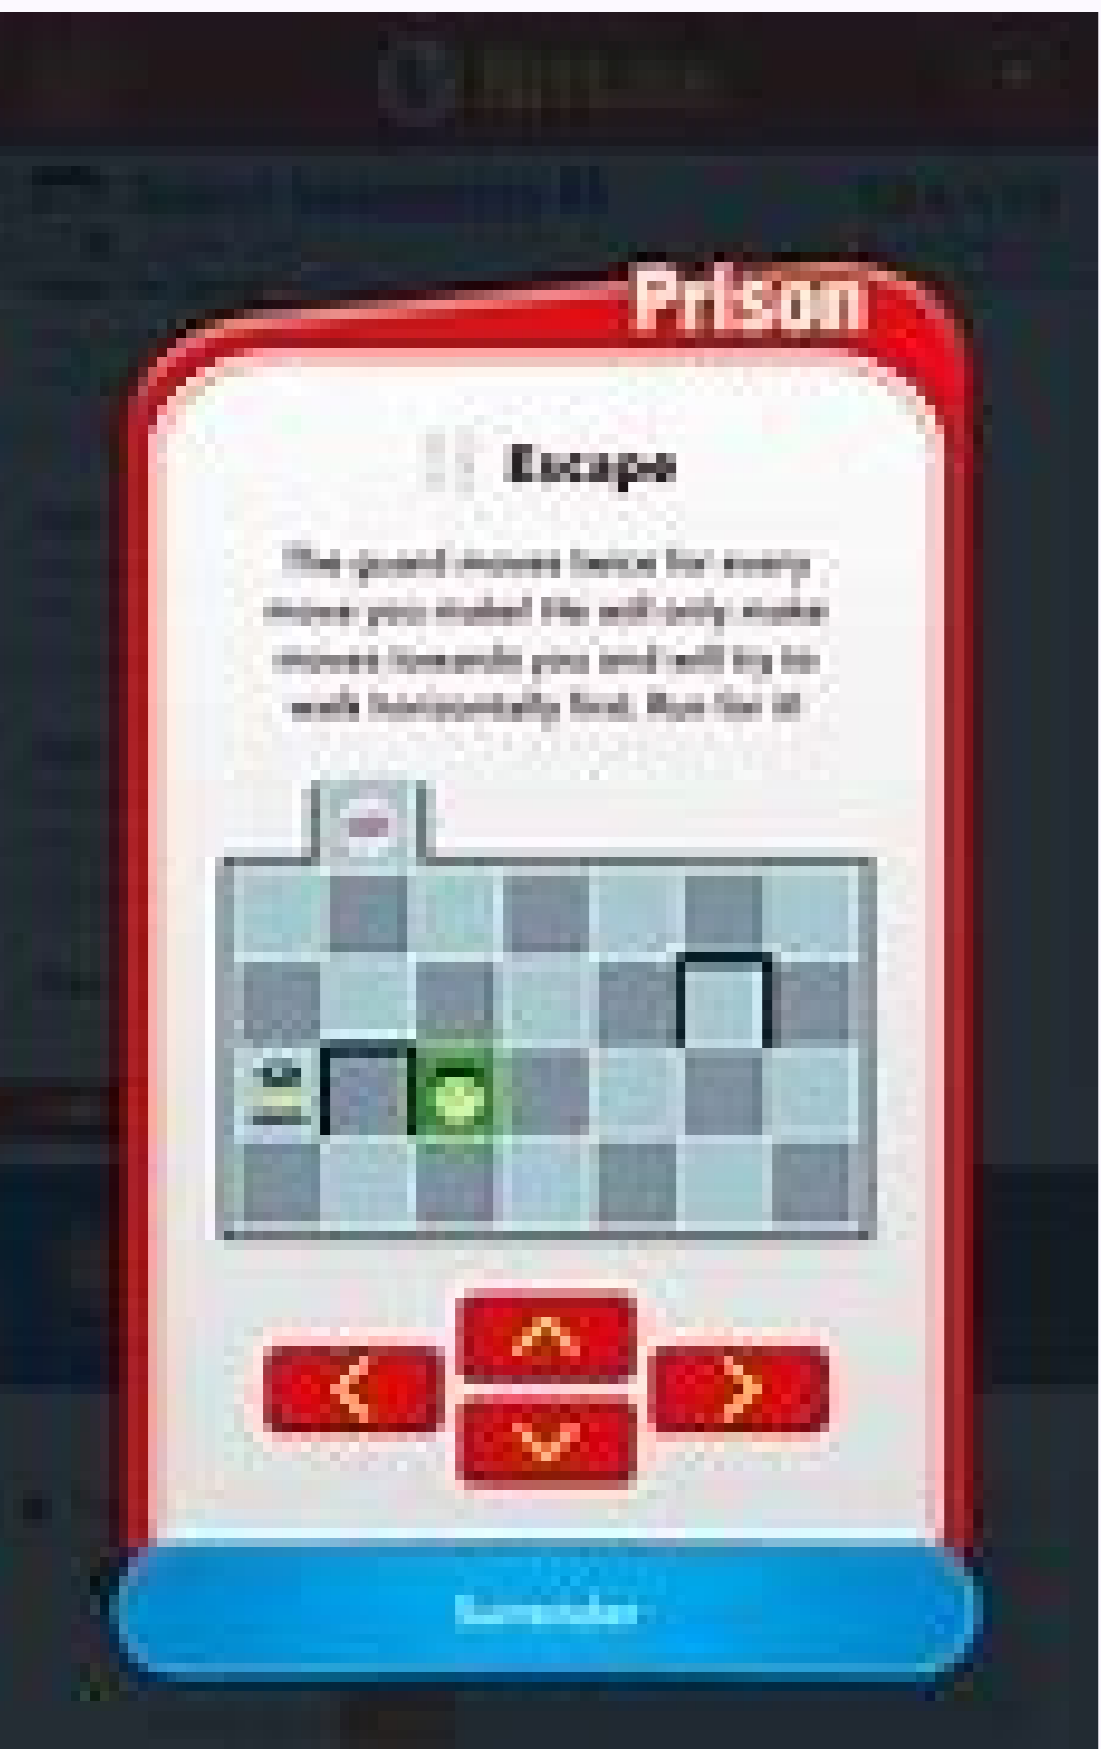 Prison
Escape
The guard moves twice for every
move you make! He will only make
moves towards you and will try to
walk horizontally first. Run for it!
Surrender